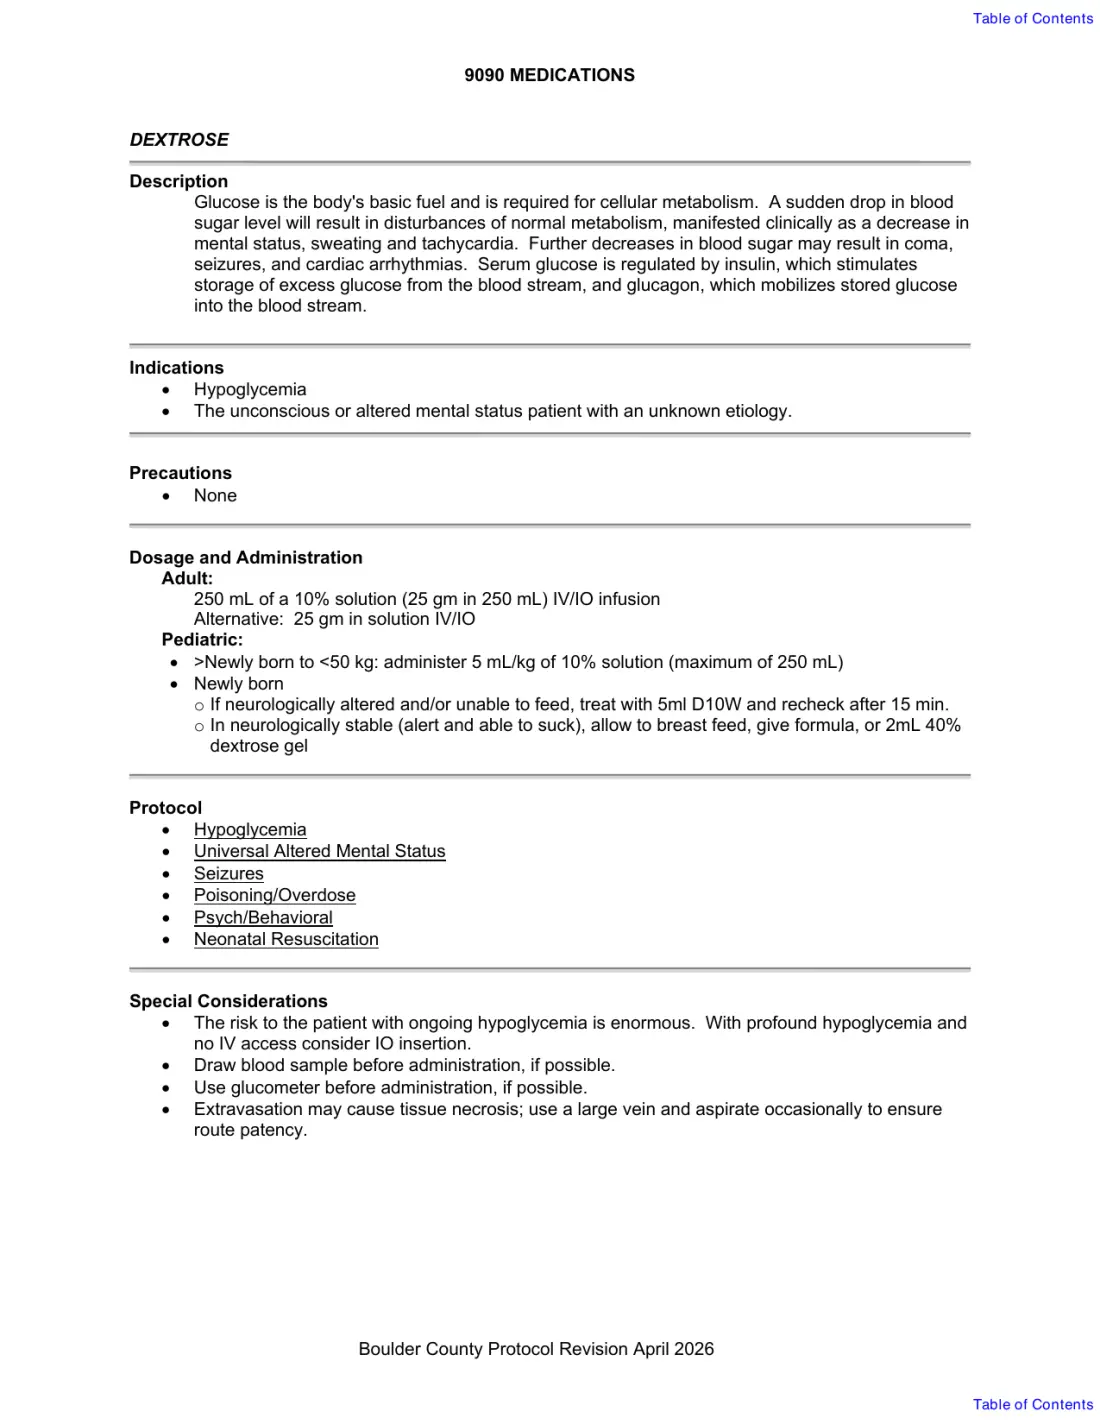 Table of Contents
9090 MEDICATIONS
DEXTROSE
Description
Glucose is the body's basic fuel and is required for cellular metabolism.  A sudden drop in blood
sugar level will result in disturbances of normal metabolism, manifested clinically as a decrease in
mental status, sweating and tachycardia.  Further decreases in blood sugar may result in coma,
seizures, and cardiac arrhythmias.  Serum glucose is regulated by insulin, which stimulates
storage of excess glucose from the blood stream, and glucagon, which mobilizes stored glucose
into the blood stream.
Indications
• Hypoglycemia
• The unconscious or altered mental status patient with an unknown etiology.
Precautions
• None
Dosage and Administration
Adult:
250 mL of a 10% solution (25 gm in 250 mL) IV/IO infusion
Alternative:  25 gm in solution IV/IO
Pediatric:
• >Newly born to <50 kg: administer 5 mL/kg of 10% solution (maximum of 250 mL)
• Newly born
o If neurologically altered and/or unable to feed, treat with 5ml D10W and recheck after 15 min.
o In neurologically stable (alert and able to suck), allow to breast feed, give formula, or 2mL 40%
dextrose gel
Protocol
• Hypoglycemia
• Universal Altered Mental Status
• Seizures
• Poisoning/Overdose
• Psych/Behavioral
• Neonatal Resuscitation
Special Considerations
• The risk to the patient with ongoing hypoglycemia is enormous.  With profound hypoglycemia and
no IV access consider IO insertion.
• Draw blood sample before administration, if possible.
• Use glucometer before administration, if possible.
• Extravasation may cause tissue necrosis; use a large vein and aspirate occasionally to ensure
route patency.
Boulder County Protocol Revision April 2026
Table of Contents